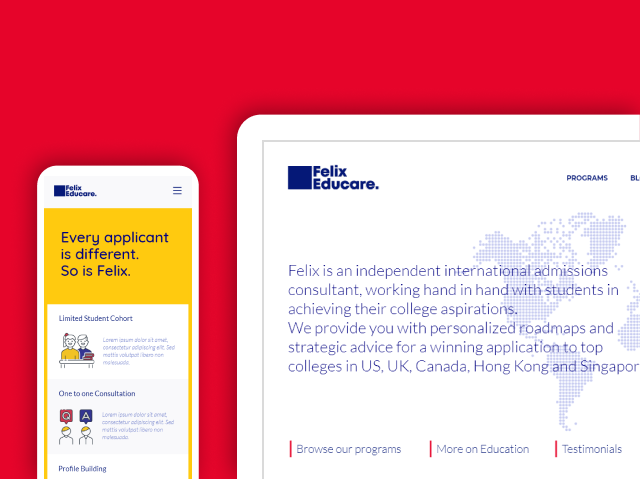 Felix
Educare.
Every applicant
is different.
So is Felix.
Limited Student Cohort
Lorem ipsum dolor sit amet,
consectetur adipiscing elit. Sed
mattis volutpat libero non
malesuada.
One to one Consultation
Q A
Lorem ipsum dolor sit amet,
consectetur adipiscing elit. Sed
mattis volutpat libero non
malesuada.
Profile Building
Felix
Educare.
PROGRAMS BL
Felix is an independent international admissions
consultant, working hand in hand with students in
achieving their college aspirations.
We provide you with personalized roadmaps and
strategic advice for a winning application to top
colleges in US, UK, Canada, Hong Kong and Singapor
Browse our programs More on Education Testimonials